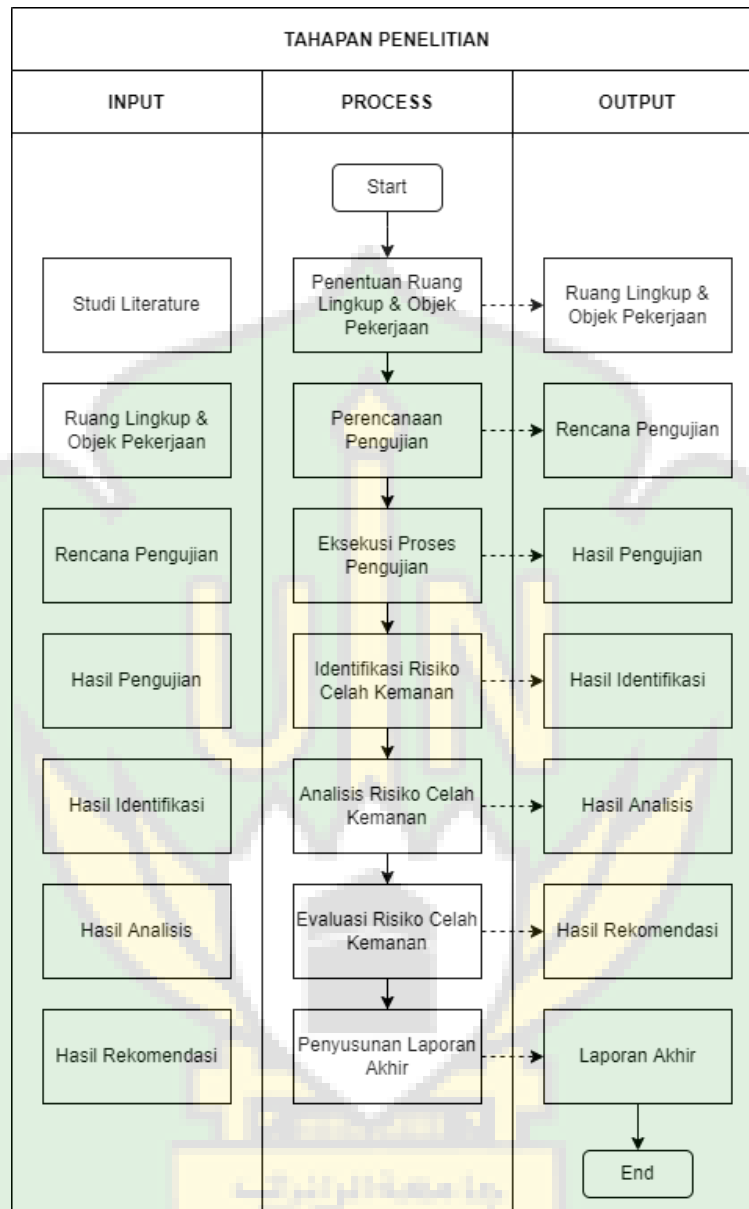 TAHAPAN PENELITIAN
INPUT
PROCESS
OUTPUT
Start
Studi Literature
Penentuan Ruang
Lingkup & Objek
Pekerjaan
Ruang Lingkup &
Objek Pekerjaan
Ruang Lingkup &
Objek Pekerjaan
Perencanaan
Pengujian
Rencana Pengujian
Rencana Pengujian
Eksekusi Proses
Pengujian
Hasil Pengujian
Hasil Pengujian
Identifikasi Risiko
Celah Kemanan
Hasil Identifikasi
Hasil Identifikasi
Analisis Risiko Celah
Kemanan
Hasil Analisis
Hasil Analisis
Evaluasi Risiko Celah
Kemanan
Hasil Rekomendasi
Hasil Rekomendasi
Penyusunan Laporan
Akhir
Laporan Akhir
End
UIN